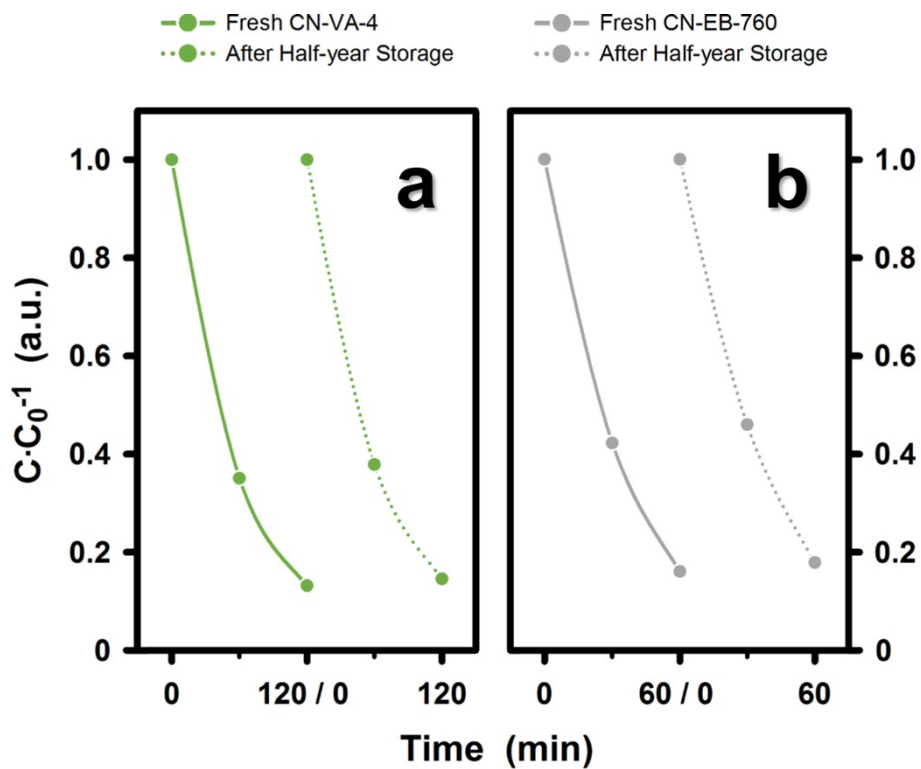 Fresh CN-VA-4
After Half-year Storage
Fresh CN-EB-760
After Half-year Storage
a
b
1.0
0.8
0.6
0.4
0.2
0
1.0
0.8
0.6
0.4
0.2
0
C·C₀⁻¹ (a.u.)
0 120 / 0 120
0 60 / 0 60
Time (min)